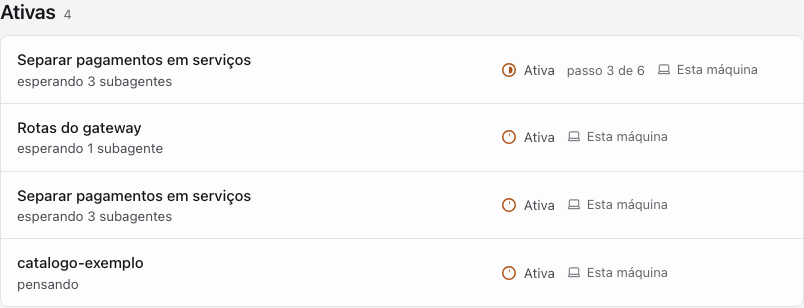 Ativas 4
Separar pagamentos em serviços
esperando 3 subagentes
Ativa passo 3 de 6 Esta máquina
Rotas do gateway
esperando 1 subagente
Ativa Esta máquina
Separar pagamentos em serviços
esperando 3 subagentes
Ativa Esta máquina
catalogo-exemplo
pensando
Ativa Esta máquina